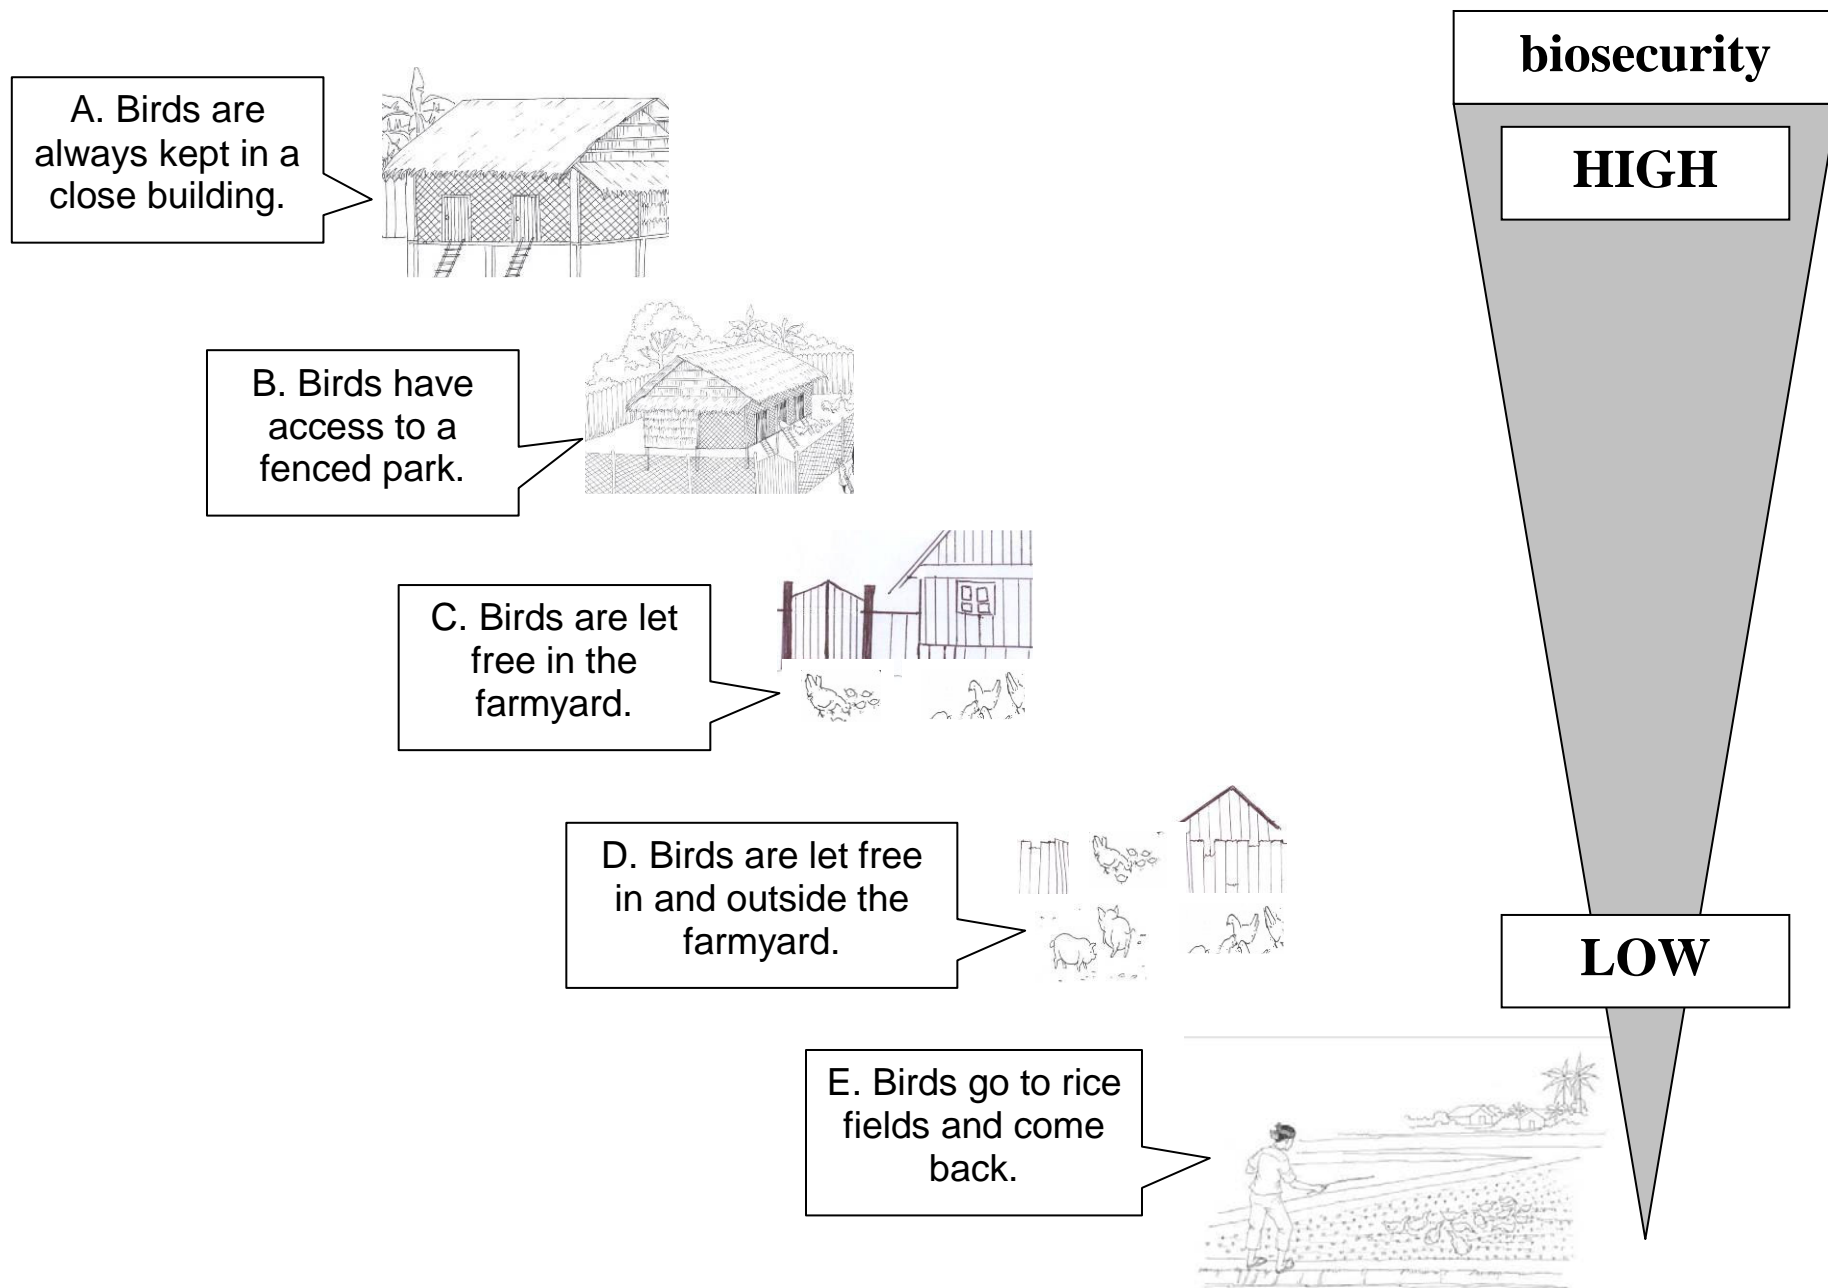 biosecurity
HIGH
A. Birds are
always kept in a
close building.
B. Birds have
access to a
fenced park.
C. Birds are let
free in the
farmyard.
D. Birds are let free
in and outside the
farmyard.
LOW
E. Birds go to rice
fields and come
back.